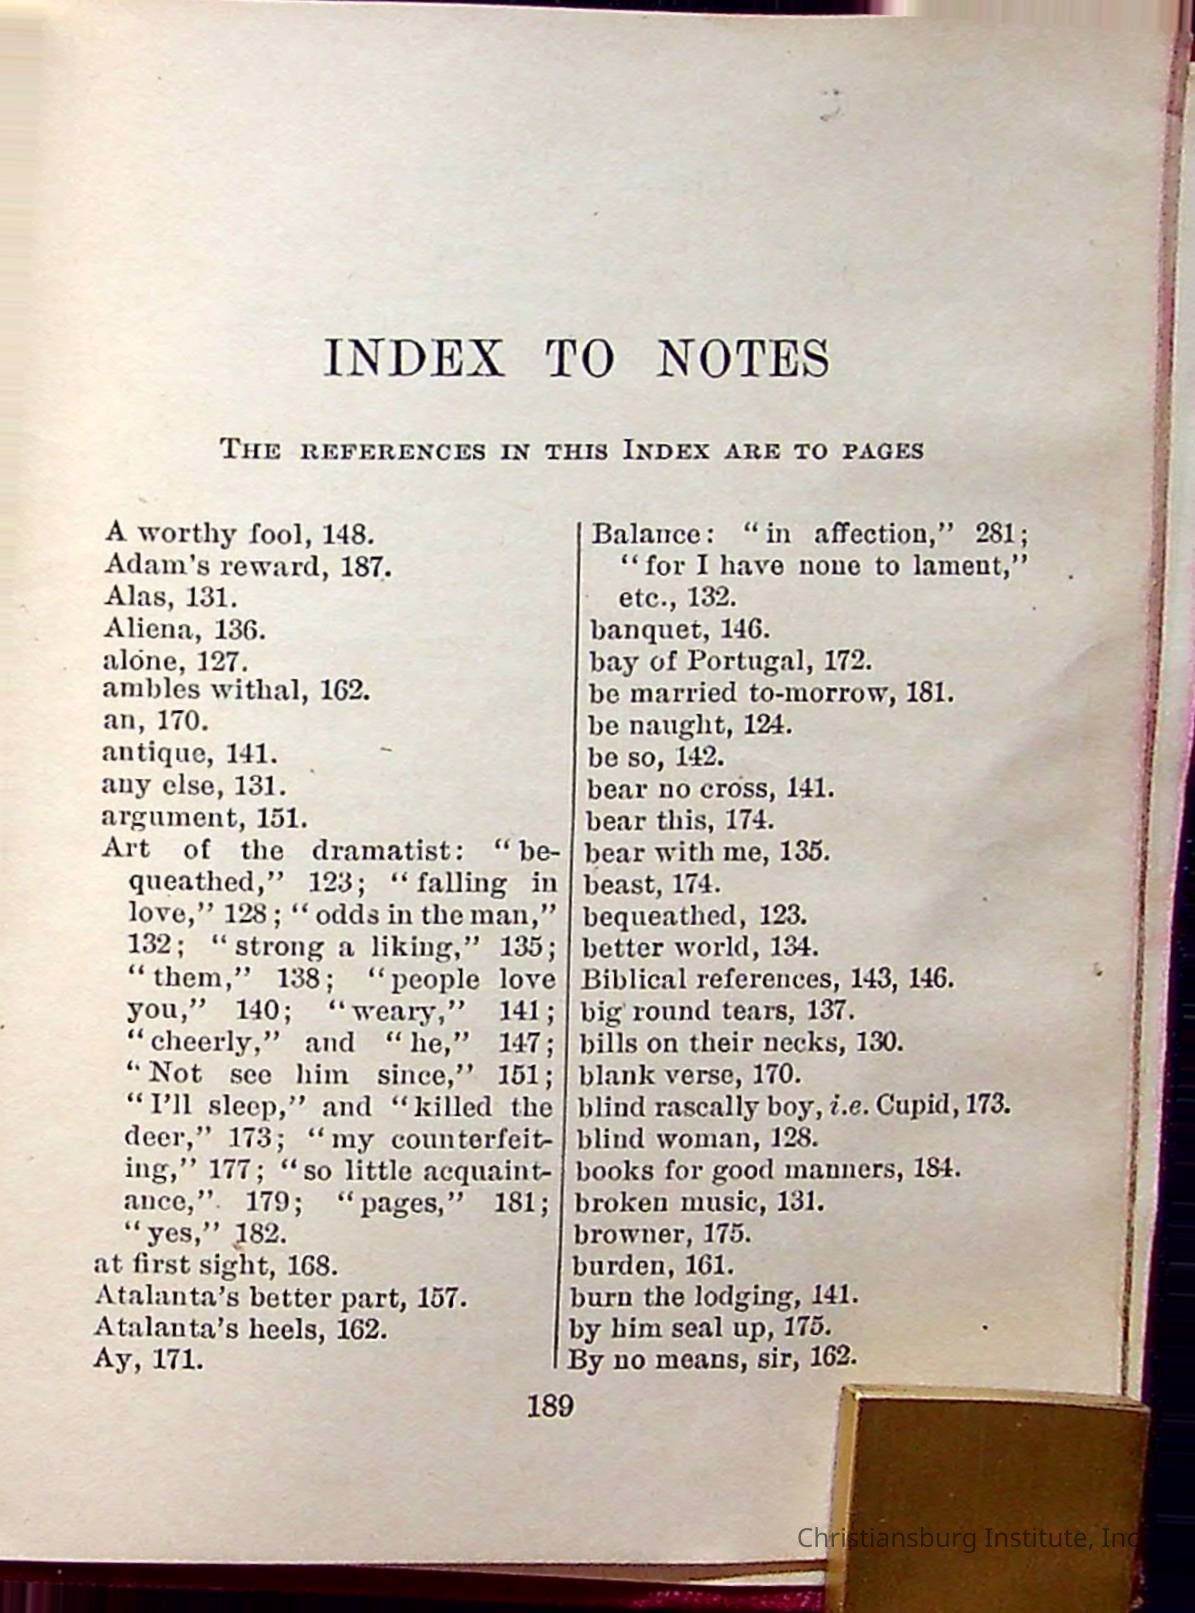 INDEX TO NOTES
THE REFERENCES IN THIS INDEX ARE TO PAGES
A worthy fool, 148.
Adam's reward, 187.
Alas, 131.
Aliena, 136.
alone, 127.
ambles withal, 162.
an, 170.
antique, 141.
any else, 131.
argument, 151.
Art of the dramatist: "be-
queathed," 123; "falling in
love," 128; "odds in the man,"
132; "strong a liking," 135;
"them," 138; "people love
you," 140; "weary," 141;
"cheerly," and "he," 147;
"Not see him since," 151;
"I'll sleep," and "killed the
deer," 173; "my counterfeit-
ing," 177; "so little acquaint-
ance," 179; "pages," 181;
"yes," 182.
at first sight, 168.
Atalanta's better part, 157.
Atalanta's heels, 162.
Ay, 171.
Balance: "in affection," 281;
"for I have none to lament,"
etc., 132.
banquet, 146.
bay of Portugal, 172.
be married to-morrow, 181.
be naught, 124.
be so, 142.
bear no cross, 141.
bear this, 174.
bear with me, 135.
beast, 174.
bequeathed, 123.
better world, 134.
Biblical references, 143, 146.
big round tears, 137.
bills on their necks, 130.
blank verse, 170.
blind rascally boy, i.e. Cupid, 173.
blind woman, 128.
books for good manners, 184.
broken music, 131.
browner, 175.
burden, 161.
burn the lodging, 141.
by him seal up, 175.
By no means, sir, 162.
189
Christiansburg Institute, Inc